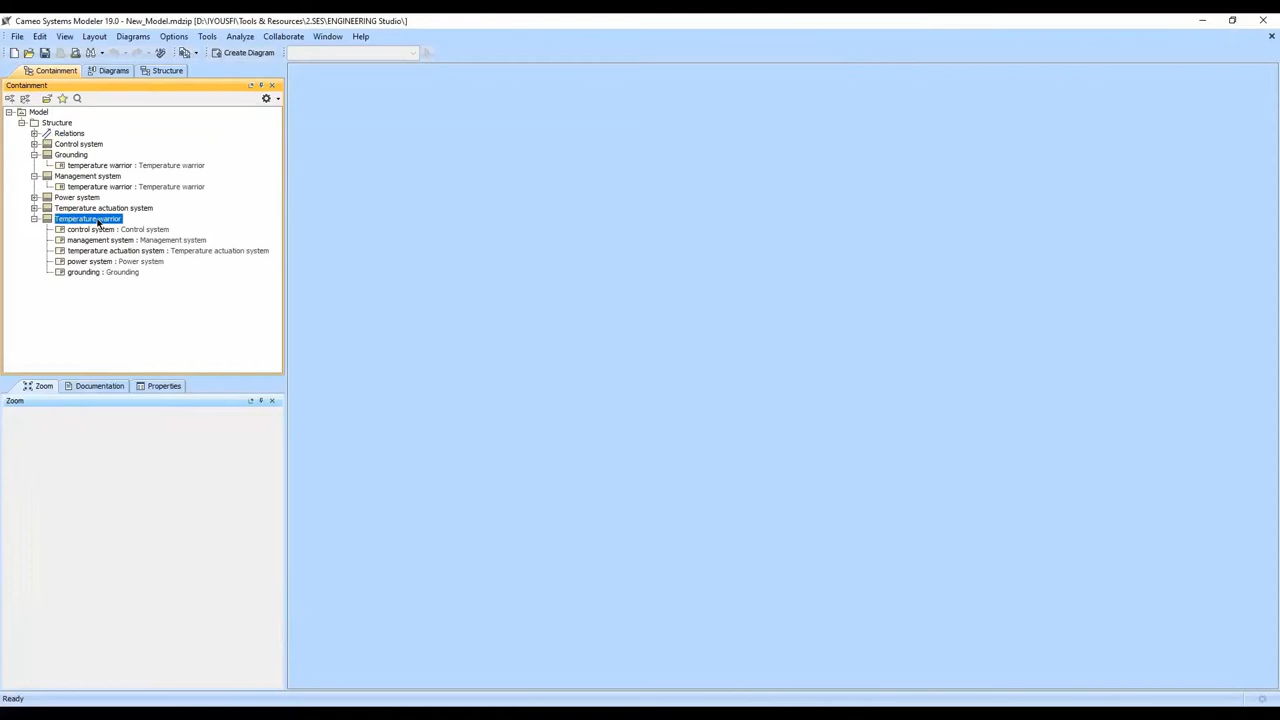 Cameo Systems Modeler 19.0 - New_Model.mdzip [D:\IYOUSFI\Tools & Resources\2.SES\ENGINEERING Studio\]
File Edit View Layout Diagrams Options Tools Analyze Collaborate Window Help
Create Diagram
Containment Diagrams Structure
Containment
Model
Structure
Relations
Control system
Grounding
temperature warrior : Temperature warrior
Management system
temperature warrior : Temperature warrior
Power system
Temperature actuation system
Temperature warrior
control system : Control system
management system : Management system
temperature actuation system : Temperature actuation system
power system : Power system
grounding : Grounding
Zoom Documentation Properties
Zoom
Ready